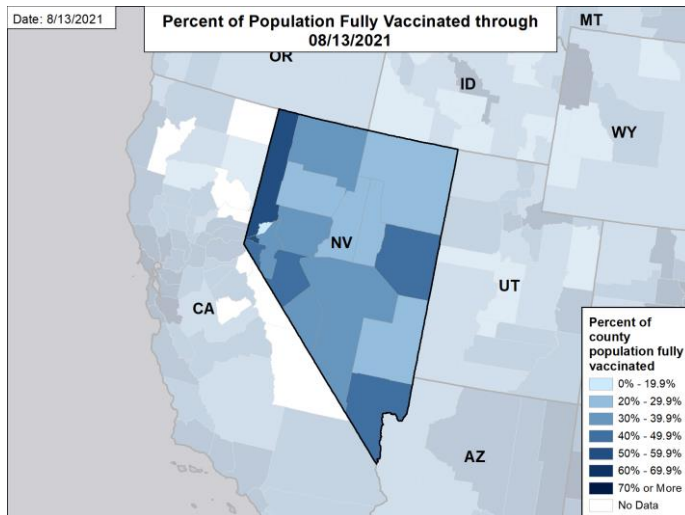 Date: 8/13/2021
Percent of Population Fully Vaccinated through
08/13/2021
MT
OR
ID
WY
NV
UT
CA
AZ
Percent of
county
population fully
vaccinated
0% - 19.9%
20% - 29.9%
30% - 39.9%
40% - 49.9%
50% - 59.9%
60% - 69.9%
70% or More
No Data